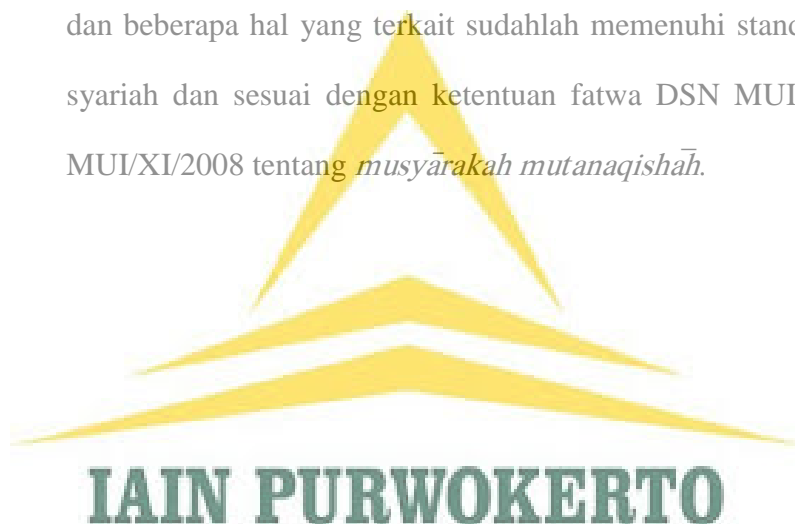 dan beberapa hal yang terkait sudahlah memenuhi
syariah dan sesuai dengan ketentuan fatwa DSN MUI
MUI/XI/2008 tentang musyārakah mutanaqishah̄.
IAIN PURWOKERTO